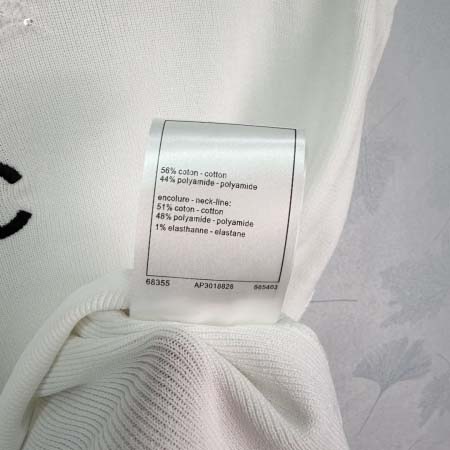 56% coton - cotton
44% polyamide - polyamide
encolure - neck-line:
51% coton - cotton
48% polyamide - polyamide
1% elasthanne - elastane
68355 AP3018828 665403